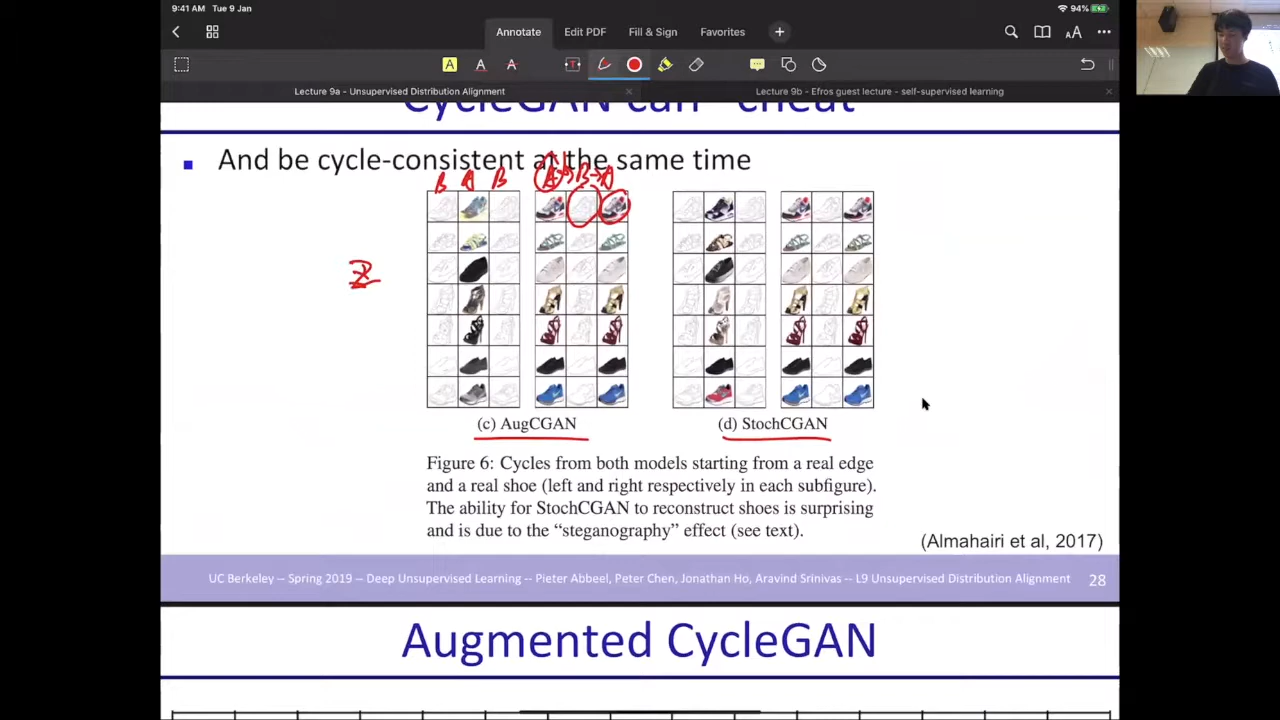 9:41 AM Tue 9 Jan
94%
Annotate Edit PDF Fill & Sign Favorites
Lecture 9a - Unsupervised Distribution Alignment
Lecture 9b - Efros guest lecture - self-supervised learning
CycleGAN can "cheat"
■ And be cycle-consistent at the same time
B A B A→B→A
Z
(c) AugCGAN
(d) StochCGAN
Figure 6: Cycles from both models starting from a real edge
and a real shoe (left and right respectively in each subfigure).
The ability for StochCGAN to reconstruct shoes is surprising
and is due to the “steganography” effect (see text).
(Almahairi et al, 2017)
UC Berkeley -- Spring 2019 -- Deep Unsupervised Learning -- Pieter Abbeel, Peter Chen, Jonathan Ho, Aravind Srinivas -- L9 Unsupervised Distribution Alignment 28
Augmented CycleGAN